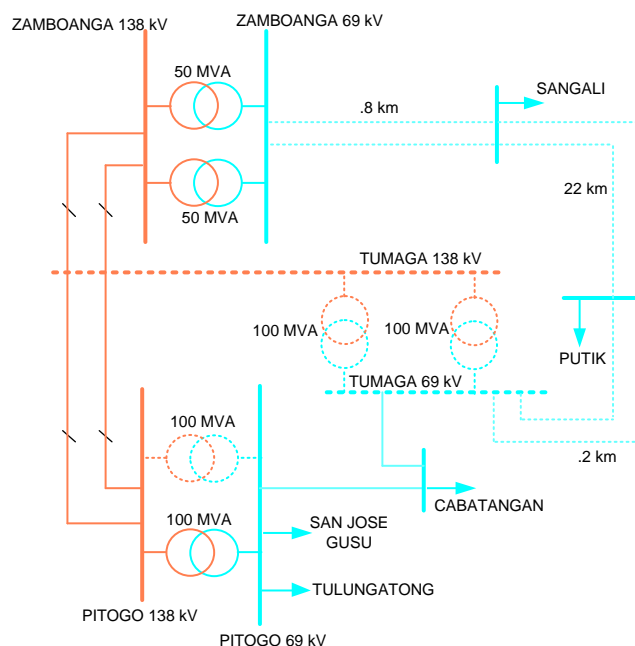 ZAMBOANGA 138 kV
ZAMBOANGA 69 kV
50 MVA
SANGALI
.8 km
50 MVA
22 km
TUMAGA 138 kV
100 MVA
100 MVA
PUTIK
TUMAGA 69 kV
100 MVA
.2 km
CABATANGAN
100 MVA
SAN JOSE
GUSU
TULUNGATONG
PITOGO 138 kV
PITOGO 69 kV